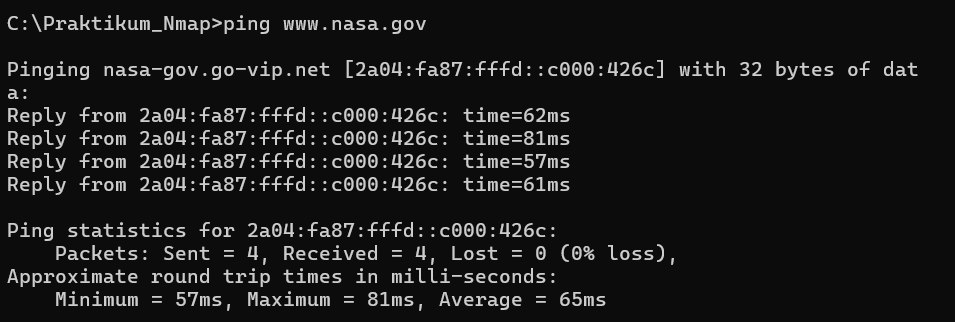 C:\Praktikum_Nmap>ping www.nasa.gov
Pinging nasa-gov.go-vip.net [2a04:fa87:fffd::c000:426c] with 32 bytes of dat
a:
Reply from 2a04:fa87:fffd::c000:426c: time=62ms
Reply from 2a04:fa87:fffd::c000:426c: time=81ms
Reply from 2a04:fa87:fffd::c000:426c: time=57ms
Reply from 2a04:fa87:fffd::c000:426c: time=61ms
Ping statistics for 2a04:fa87:fffd::c000:426c:
    Packets: Sent = 4, Received = 4, Lost = 0 (0% loss),
Approximate round trip times in milli-seconds:
    Minimum = 57ms, Maximum = 81ms, Average = 65ms